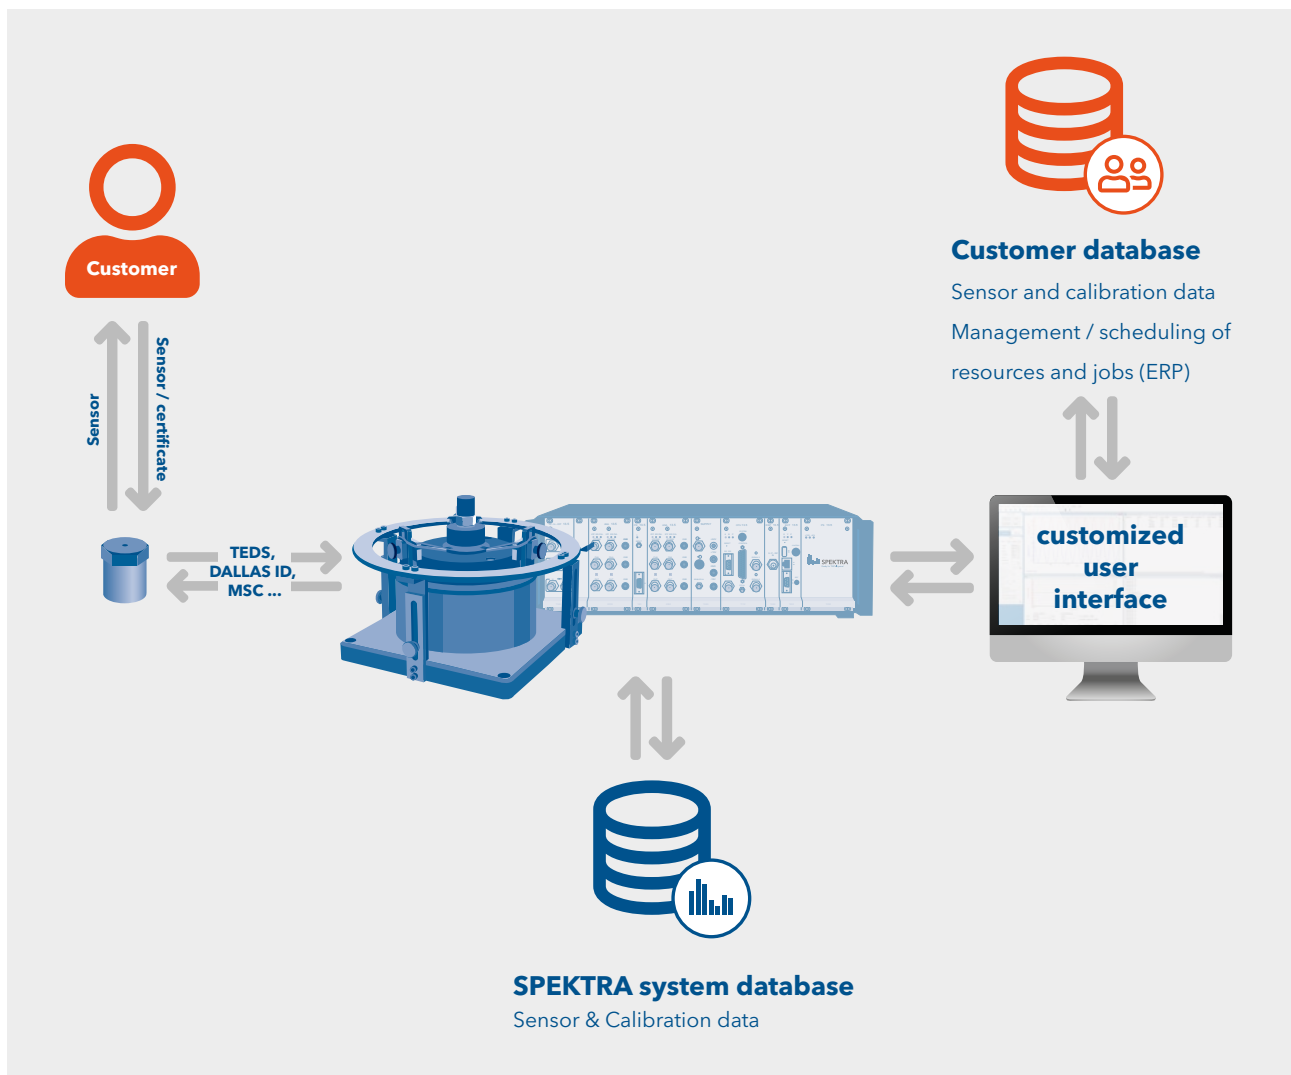 Customer
Sensor
Sensor / certificate
TEDS,
DALLAS ID,
MSC ...
SPEKTRA
Customer database
Sensor and calibration data
Management / scheduling of
resources and jobs (ERP)
customized
user
interface
SPEKTRA system database
Sensor & Calibration data